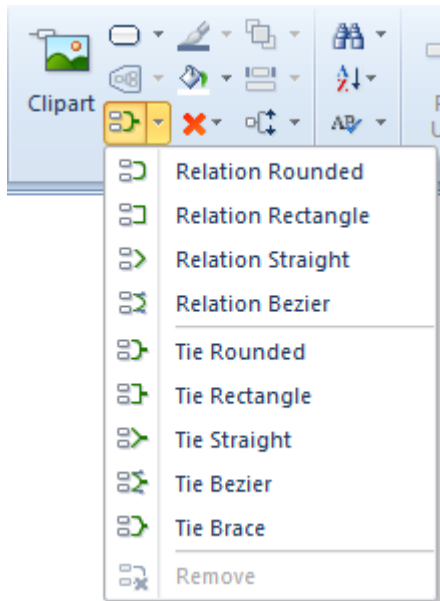 Clipart
Relation Rounded
Relation Rectangle
Relation Straight
Relation Bezier
Tie Rounded
Tie Rectangle
Tie Straight
Tie Bezier
Tie Brace
Remove